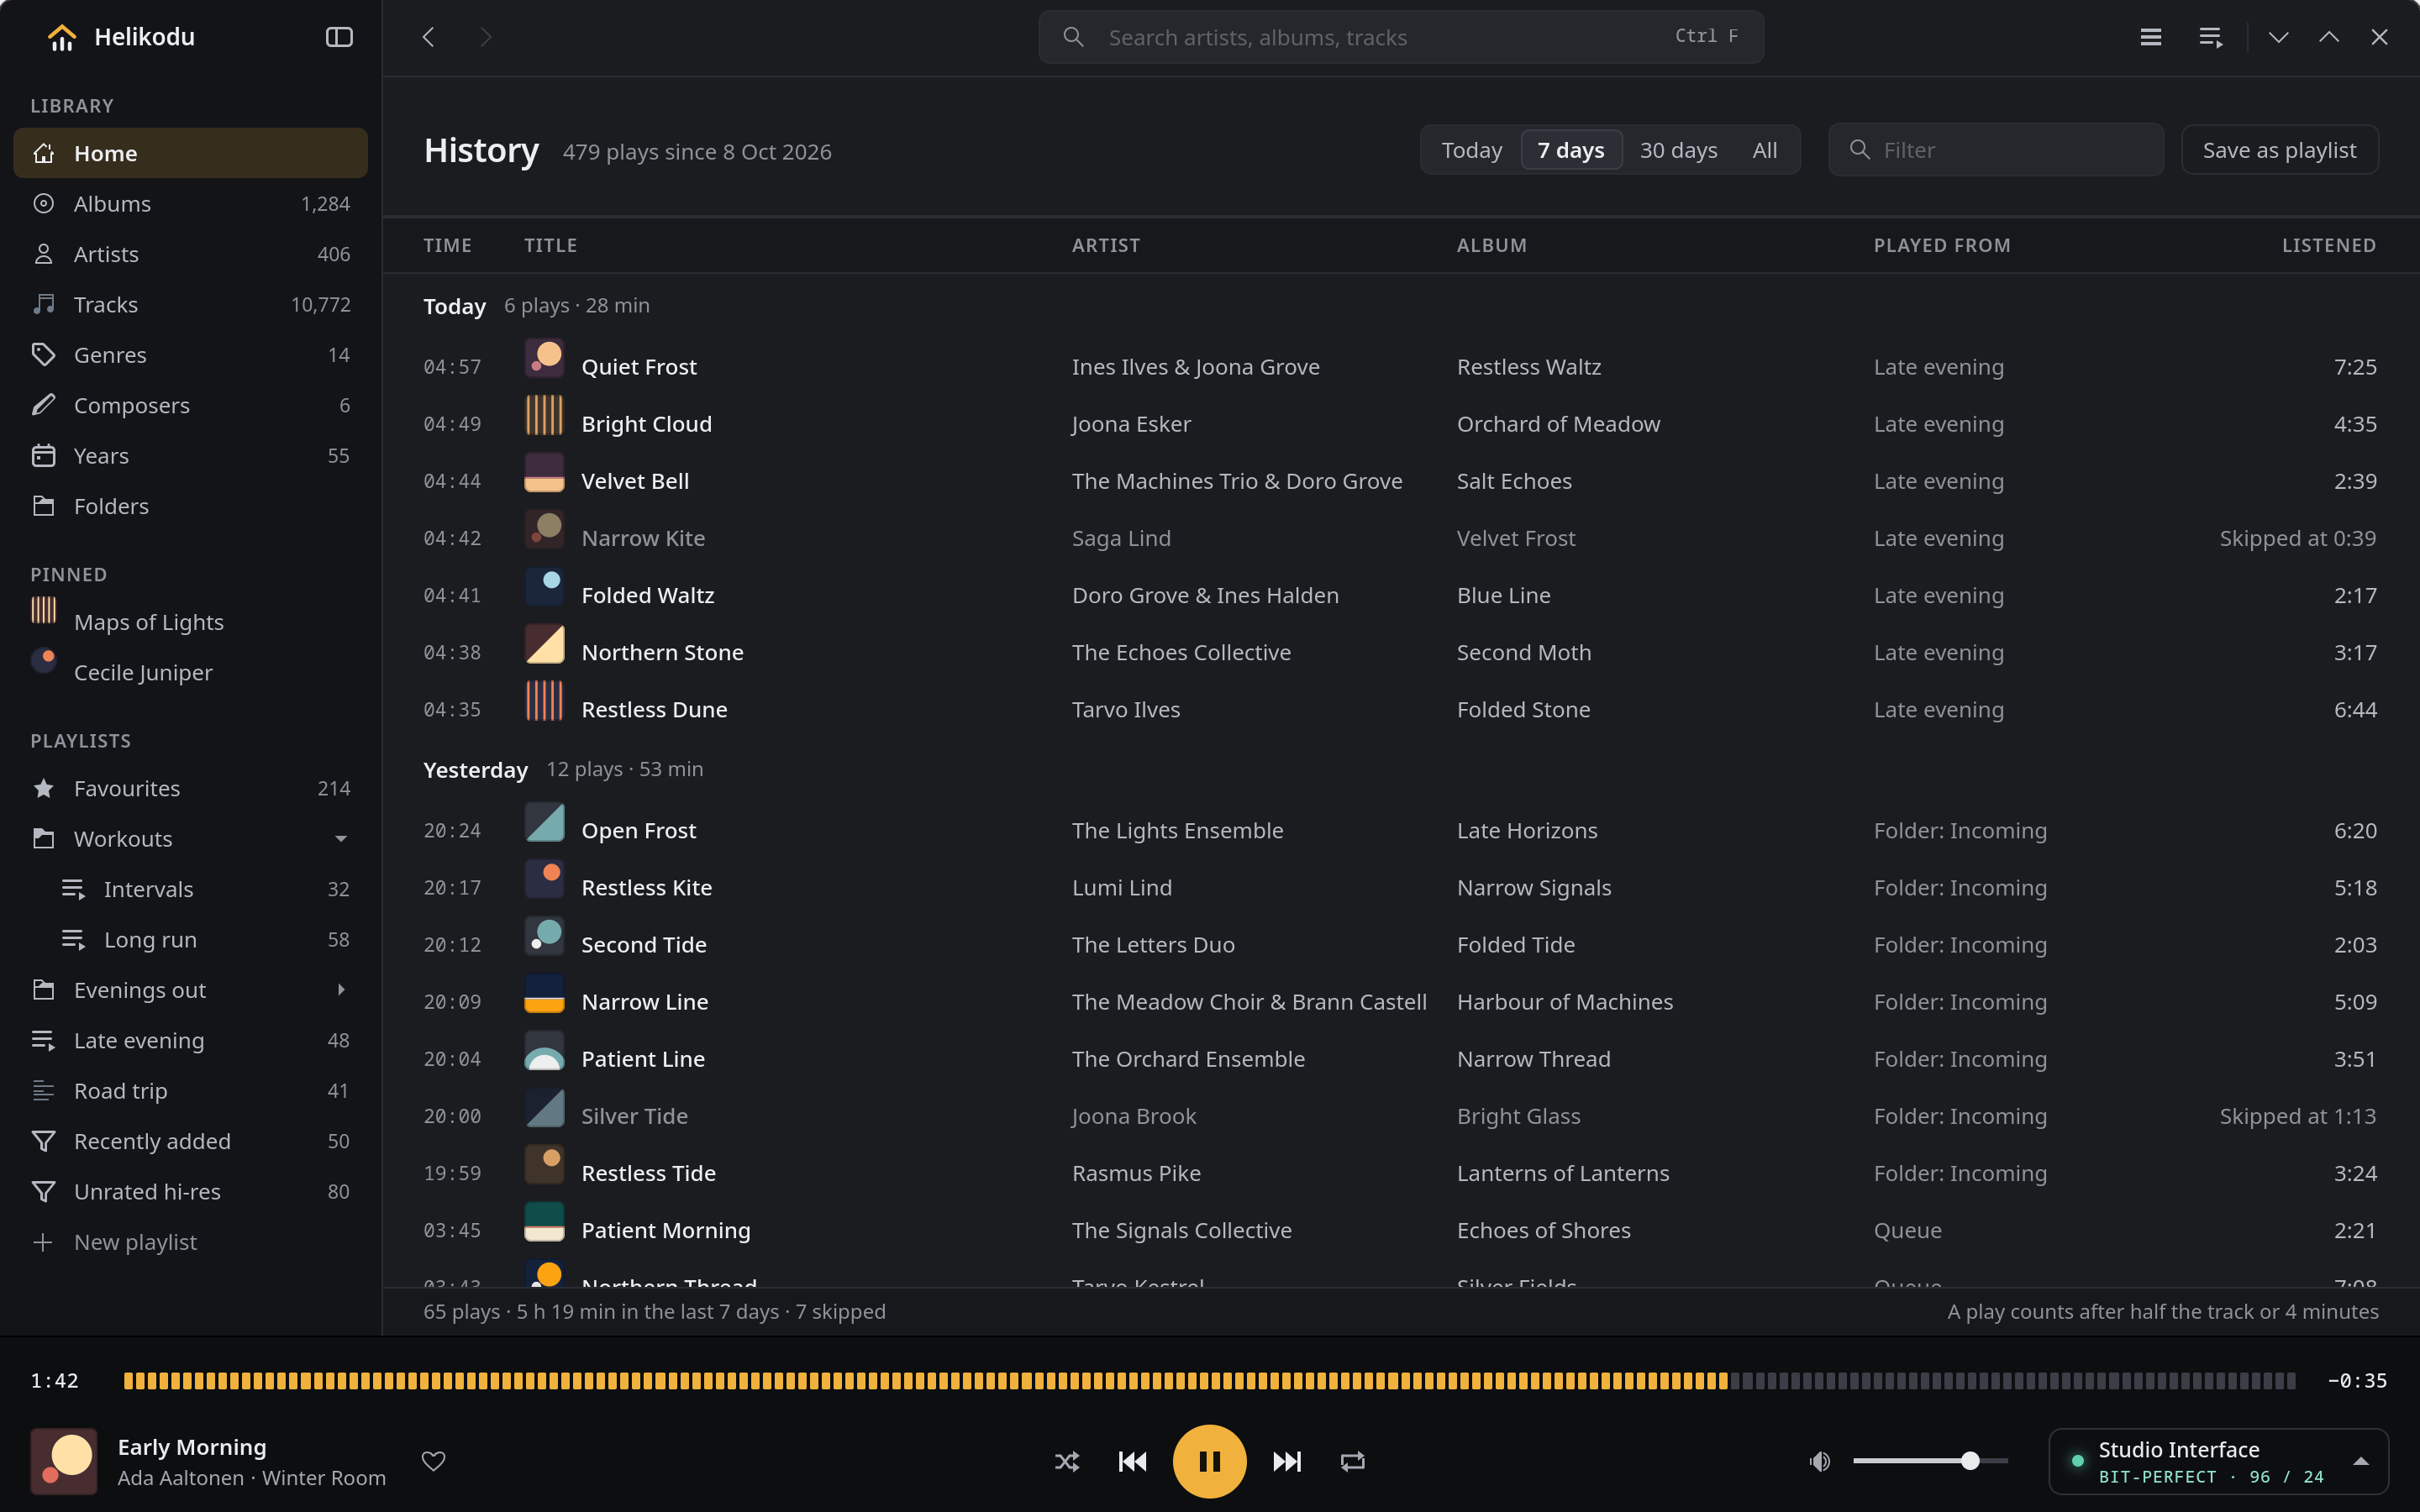 Helikodu
Search artists, albums, tracks Ctrl F
LIBRARY
Home
Albums 1,284
Artists 406
Tracks 10,772
Genres 14
Composers 6
Years 55
Folders
PINNED
Maps of Lights
Cecile Juniper
PLAYLISTS
Favourites 214
Workouts
Intervals 32
Long run 58
Evenings out
Late evening 48
Road trip 41
Recently added 50
Unrated hi-res 80
New playlist
History 479 plays since 8 Oct 2026
Today 7 days 30 days All Filter Save as playlist
TIME TITLE ARTIST ALBUM PLAYED FROM LISTENED
Today 6 plays · 28 min
04:57 Quiet Frost Ines Ilves & Joona Grove Restless Waltz Late evening 7:25
04:49 Bright Cloud Joona Esker Orchard of Meadow Late evening 4:35
04:44 Velvet Bell The Machines Trio & Doro Grove Salt Echoes Late evening 2:39
04:42 Narrow Kite Saga Lind Velvet Frost Late evening Skipped at 0:39
04:41 Folded Waltz Doro Grove & Ines Halden Blue Line Late evening 2:17
04:38 Northern Stone The Echoes Collective Second Moth Late evening 3:17
04:35 Restless Dune Tarvo Ilves Folded Stone Late evening 6:44
Yesterday 12 plays · 53 min
20:24 Open Frost The Lights Ensemble Late Horizons Folder: Incoming 6:20
20:17 Restless Kite Lumi Lind Narrow Signals Folder: Incoming 5:18
20:12 Second Tide The Letters Duo Folded Tide Folder: Incoming 2:03
20:09 Narrow Line The Meadow Choir & Brann Castell Harbour of Machines Folder: Incoming 5:09
20:04 Patient Line The Orchard Ensemble Narrow Thread Folder: Incoming 3:51
20:00 Silver Tide Joona Brook Bright Glass Folder: Incoming Skipped at 1:13
19:59 Restless Tide Rasmus Pike Lanterns of Lanterns Folder: Incoming 3:24
03:45 Patient Morning The Signals Collective Echoes of Shores Queue 2:21
03:43 Northern Thread Tarvo Kestrel Silver Fields Queue 7:08
65 plays · 5 h 19 min in the last 7 days · 7 skipped A play counts after half the track or 4 minutes
1:42 −0:35
Early Morning
Ada Aaltonen · Winter Room
Studio Interface
BIT-PERFECT · 96 / 24